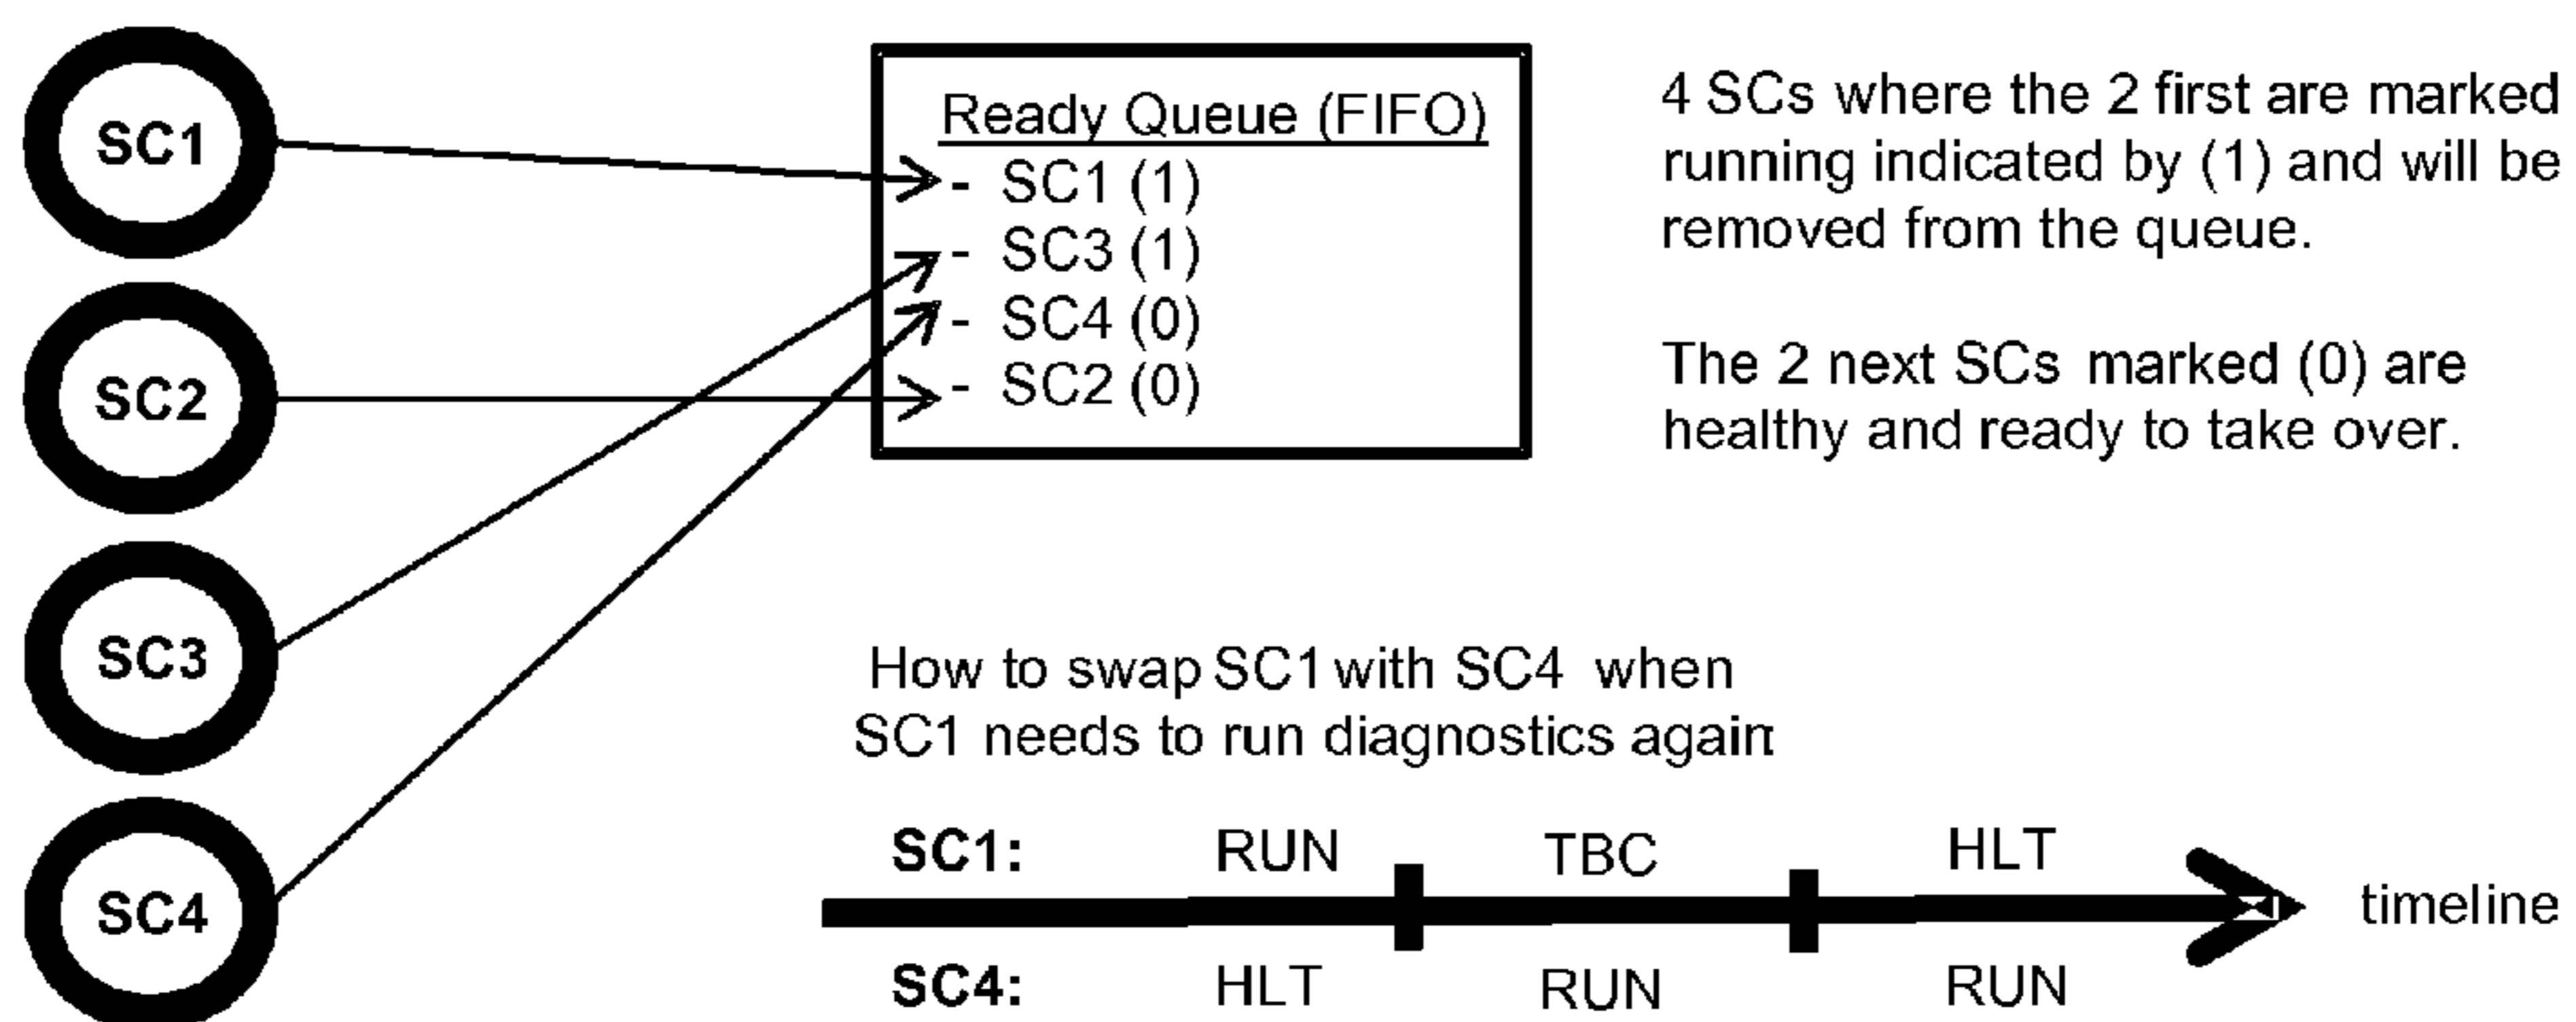 SC1
SC2
SC3
SC4
Ready Queue (FIFO)
- SC1 (1)
- SC3 (1)
- SC4 (0)
- SC2 (0)
4 SCs where the 2 first are marked
running indicated by (1) and will be
removed from the queue.
The 2 next SCs marked (0) are
healthy and ready to take over.
How to swap SC1 with SC4 when
SC1 needs to run diagnostics again
SC1: RUN TBC HLT
timeline
SC4: HLT RUN RUN